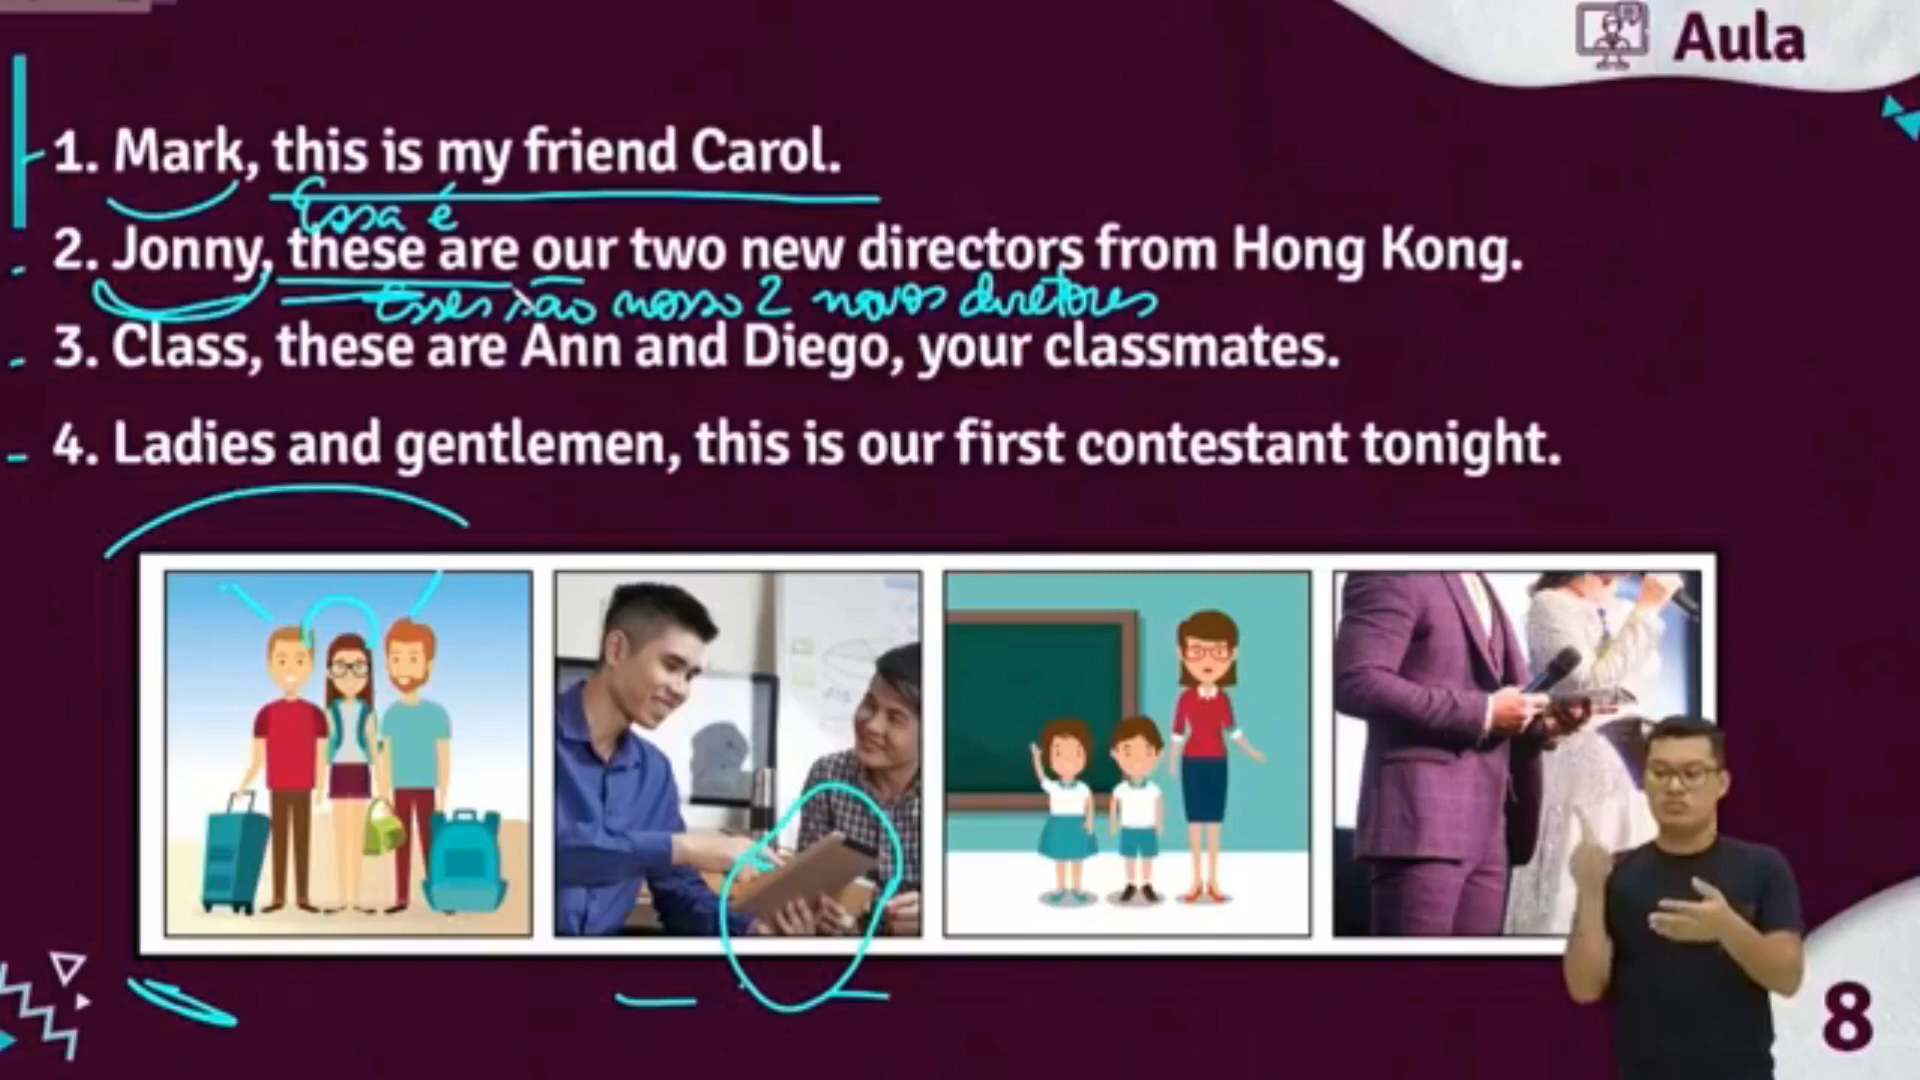 Aula
1. Mark, this is my friend Carol.
Essa é
2. Jonny, these are our two new directors from Hong Kong.
Esses são nosso 2 novos diretores
3. Class, these are Ann and Diego, your classmates.
4. Ladies and gentlemen, this is our first contestant tonight.
8